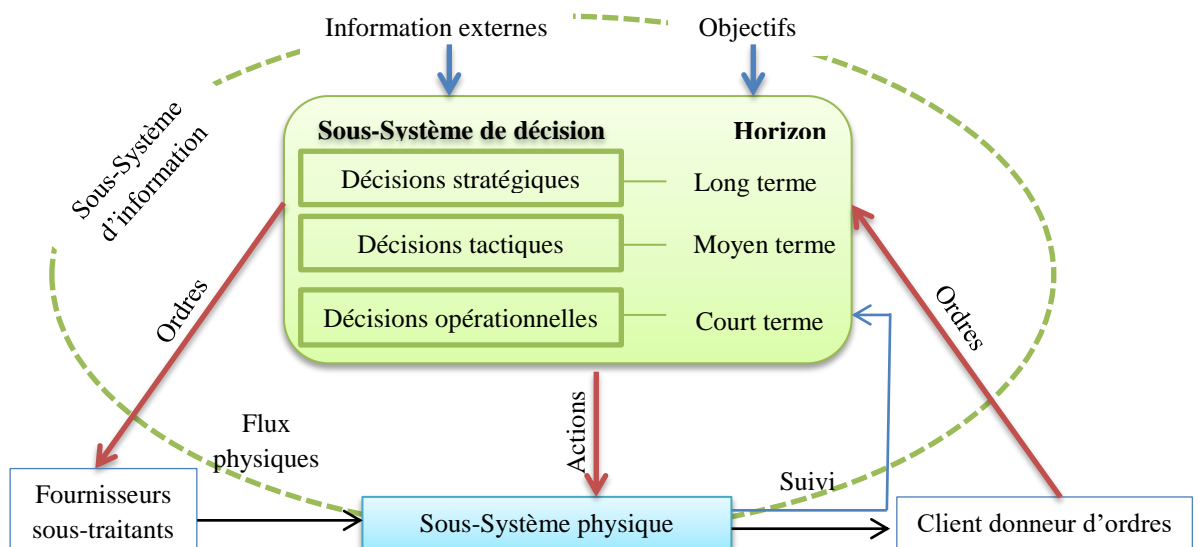 Information externes
Objectifs
Sous-Système
d’information
Sous-Système de décision
Horizon
Décisions stratégiques
Long terme
Décisions tactiques
Moyen terme
Décisions opérationnelles
Court terme
Ordres
Ordres
Flux
physiques
Actions
Suivi
Fournisseurs
sous-traitants
Sous-Système physique
Client donneur d’ordres